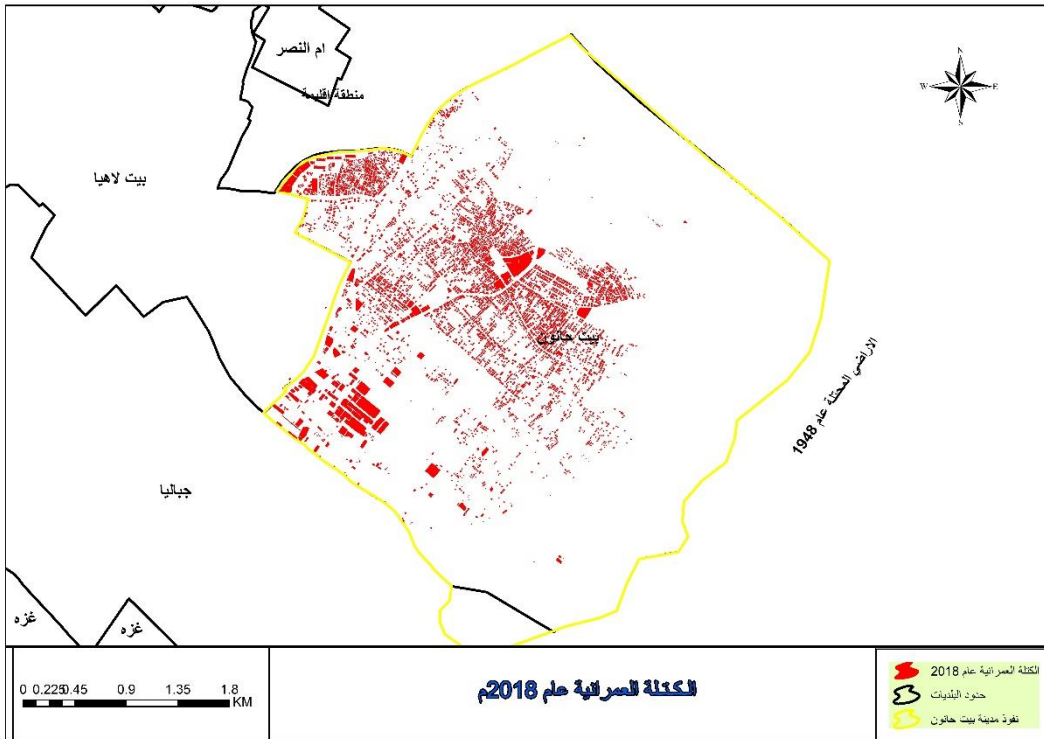 ام النصر
منطقة اقليمة
N
W E
S
بيت لاهيا
بيت حانون
الاراضي المحتلة عام 1948
جباليا
غزه
غزه
0 0.225 0.45 0.9 1.35 1.8
KM
الكتلة العمرانية عام 2018م
الكتلة العمرانية عام 2018
حدود البلديات
نفوذ مدينة بيت حانون